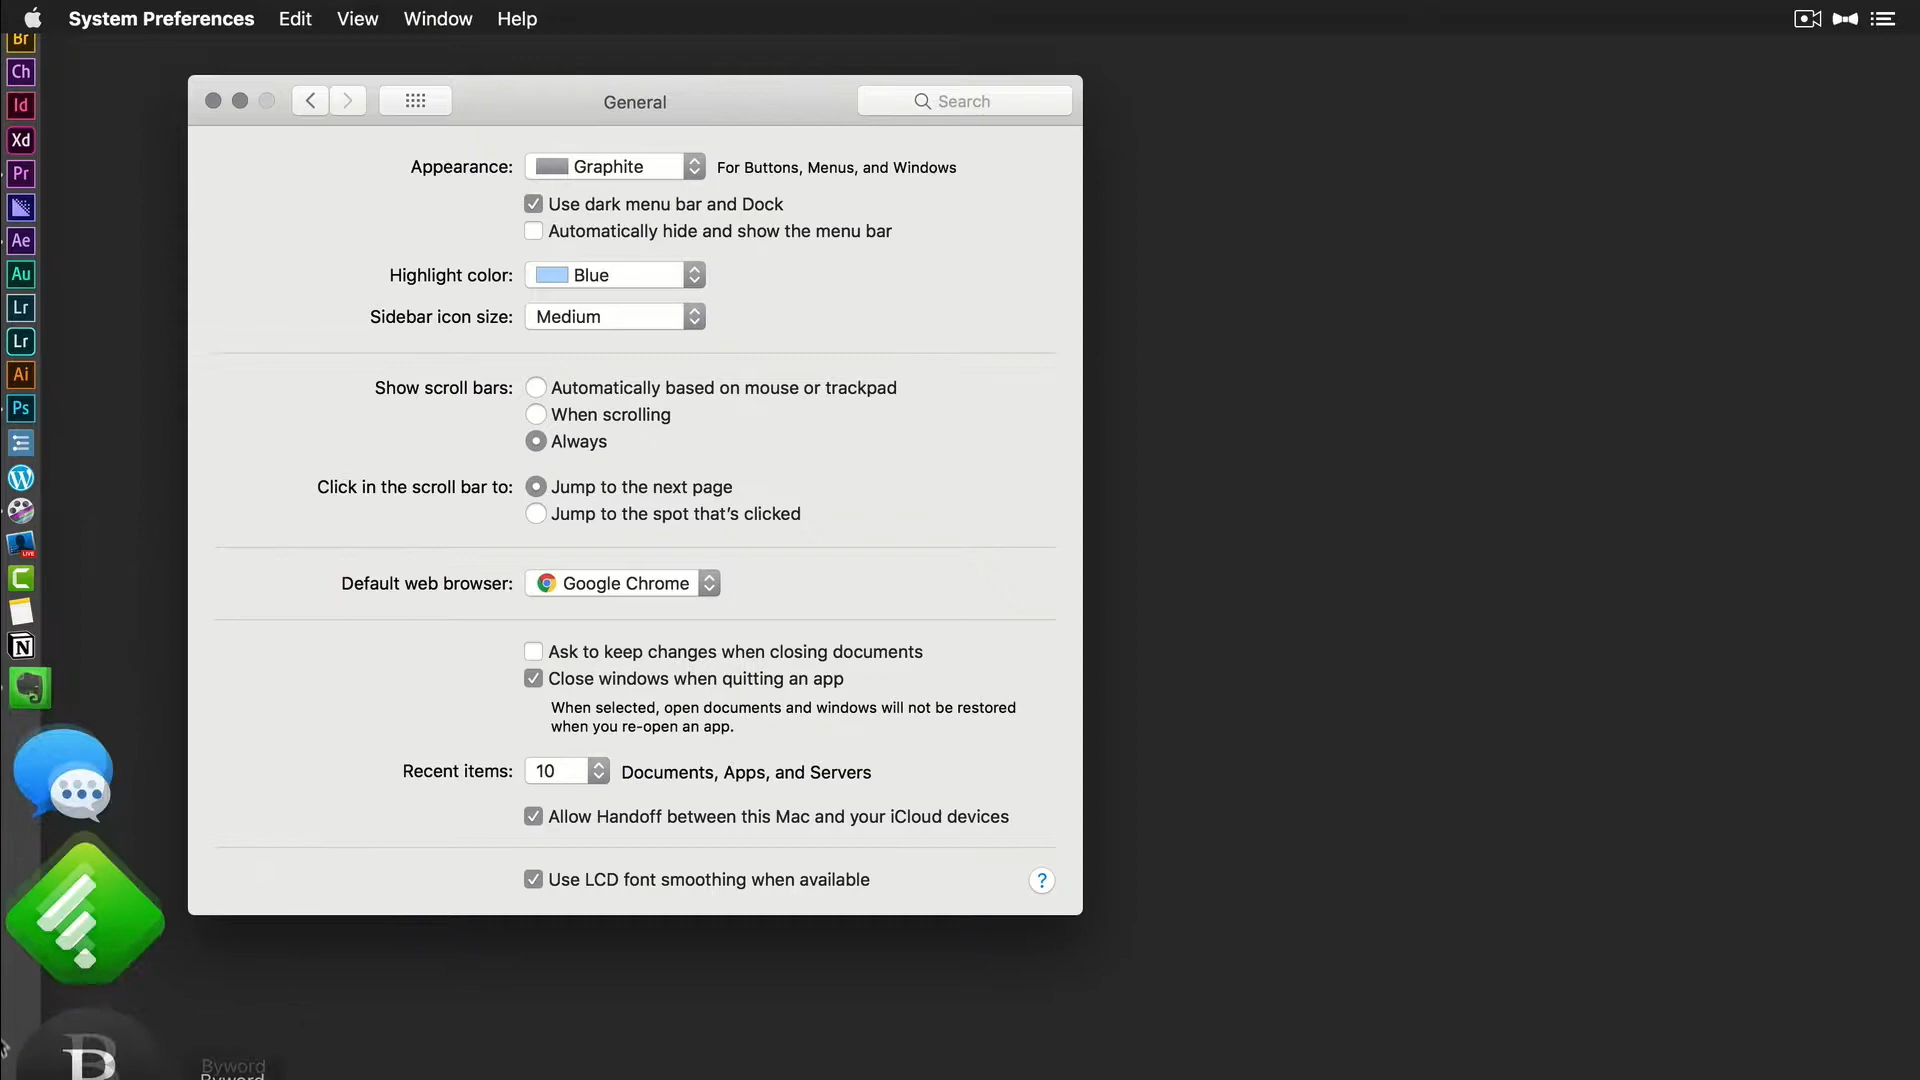 System Preferences Edit View Window Help
Br
Ch
Id
Xd
Pr
Ae
Au
Lr
Lr
Ai
Ps
LIVE
N
B
Byword
Byword
General
Search
Appearance: Graphite For Buttons, Menus, and Windows
Use dark menu bar and Dock
Automatically hide and show the menu bar
Highlight color: Blue
Sidebar icon size: Medium
Show scroll bars: Automatically based on mouse or trackpad
When scrolling
Always
Click in the scroll bar to: Jump to the next page
Jump to the spot that's clicked
Default web browser: Google Chrome
Ask to keep changes when closing documents
Close windows when quitting an app
When selected, open documents and windows will not be restored
when you re-open an app.
Recent items: 10 Documents, Apps, and Servers
Allow Handoff between this Mac and your iCloud devices
Use LCD font smoothing when available
?